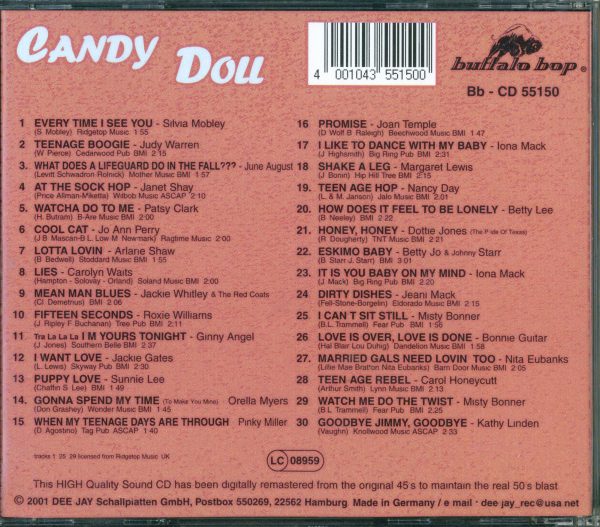 CANDY DOLL
4 001043 551500
buffalo bop ®
Bb - CD 55150
1 EVERY TIME I SEE YOU - Silvia Mobley
(S. Mobley) Ridgetop Music 1 55
2 TEENAGE BOOGIE - Judy Warren
(W Pierce) Cedarwood Pub BMI 2 15
3. WHAT DOES A LIFEGUARD DO IN THE FALL??? - June August
(Levitt Schwadron-Rolnick) Mother Music BMI 1 57
4 AT THE SOCK HOP - Janet Shay
(Price Allman-Miketta) Wilbob Music ASCAP 2 10
5. WATCHA DO TO ME - Patsy Clark
(H. Butram) B-Are Music BMI 2:00
6 COOL CAT - Jo Ann Perry
(J B Mascari-B L. Low M Newmark) Ragtime Music 2:00
7 LOTTA LOVIN - Arlane Shaw
(B Bedwell) Stoddard Music BMI 1 55
8 LIES - Carolyn Waits
(Hampton - Solovay - Orland) Soland Music BMI 2 00
9 MEAN MAN BLUES - Jackie Whitley & The Red Coats
(CJ Demetrius) BMI 2 06
10 FIFTEEN SECONDS - Roxie Williams
(J Ripley F Buchanan) Tree Pub BMI 2 10
11 Tra La La La I M YOURS TONIGHT - Ginny Angel
(J. Jones) Southern Belle BMI 2 37
12 I WANT LOVE - Jackie Gates
(L. Lewis) Skyway Pub BMI 2 30
13 PUPPY LOVE - Sunnie Lee
(Chaffin S Lee) BMI 1 49
14. GONNA SPEND MY TIME (To Make You Mine) Orella Myers
(Don Grashey) Wonder Music BMI 1 45
15 WHEN MY TEENAGE DAYS ARE THROUGH Pinky Miller
(D Agostino) Tag Pub ASCAP 1 40
16 PROMISE - Joan Temple
(D Wolf B Raleigh) Beechwood Music BMI 1 47
17 I LIKE TO DANCE WITH MY BABY - Iona Mack
(J Highsmith) Big Ring Pub BMI 2 31
18 SHAKE A LEG - Margaret Lewis
(J Bonin) Hip Hill Tree BMI 2 15
19. TEEN AGE HOP - Nancy Day
(L. & M. Janson) Jalo Music BMI 2.01
20. HOW DOES IT FEEL TO BE LONELY - Betty Lee
(B Neeley) BMI 2 22
21. HONEY, HONEY - Dottie Jones (The Pride Of Texas)
(R Dougherty) TNT Music BMI 2 21
22. ESKIMO BABY - Betty Jo & Johnny Starr
(B Starr J. Starr) BMI 3 01
23. IT IS YOU BABY ON MY MIND - Iona Mack
(J Mack) Big Ring Pub BMI 1 20
24 DIRTY DISHES - Jeani Mack
(Fell-Stone-Borgelin) Eldorado Music BMI 2 15
25 I CAN T SIT STILL - Misty Bonner
(B.L. Trammell) Fear Pub BMI 2 25
26 LOVE IS OVER, LOVE IS DONE - Bonnie Guitar
(Hal Blair Lou Duhig) Dandelion Music BMI 1 58
27. MARRIED GALS NEED LOVIN TOO - Nita Eubanks
(Lillie Mae Brathon Nita Eubanks) Barn Door Music BMI 2 05
28 TEEN AGE REBEL - Carol Honeycutt
(Arthur Smith) Lynn Music BMI 2 13
29 WATCH ME DO THE TWIST - Misty Bonner
(B.L Trammell) Fear Pub BMI 2.28
30 GOODBYE JIMMY, GOODBYE - Kathy Linden
(Vaughn) Knollwood Music ASCAP 2 33
tracks 1 25 29 licensed from Ridgetop Music UK
LC 08959
This HIGH Quality Sound CD has been digitally remastered from the original 45's to maintain the real 50's blast
© 2001 DEE JAY Schallplatten GmbH, Postbox 550269, 22562 Hamburg Made in Germany / e mail · dee jay_rec@usa.net